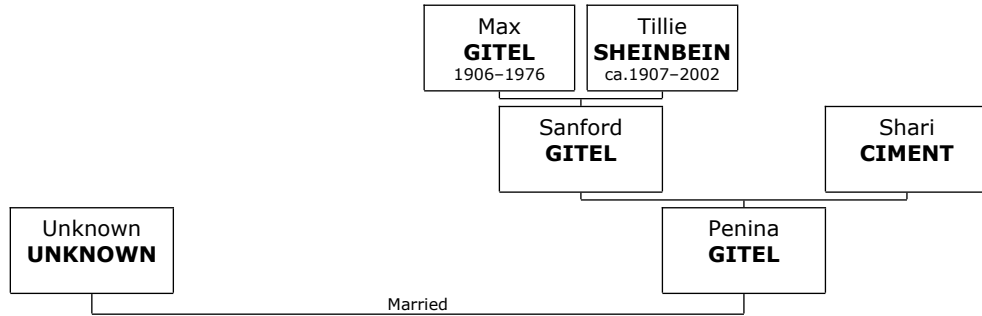 Max
GITEL
1906–1976
Tillie
SHEINBEIN
ca.1907–2002
Sanford
GITEL
Shari
CIMENT
Unknown
UNKNOWN
Penina
GITEL
Married